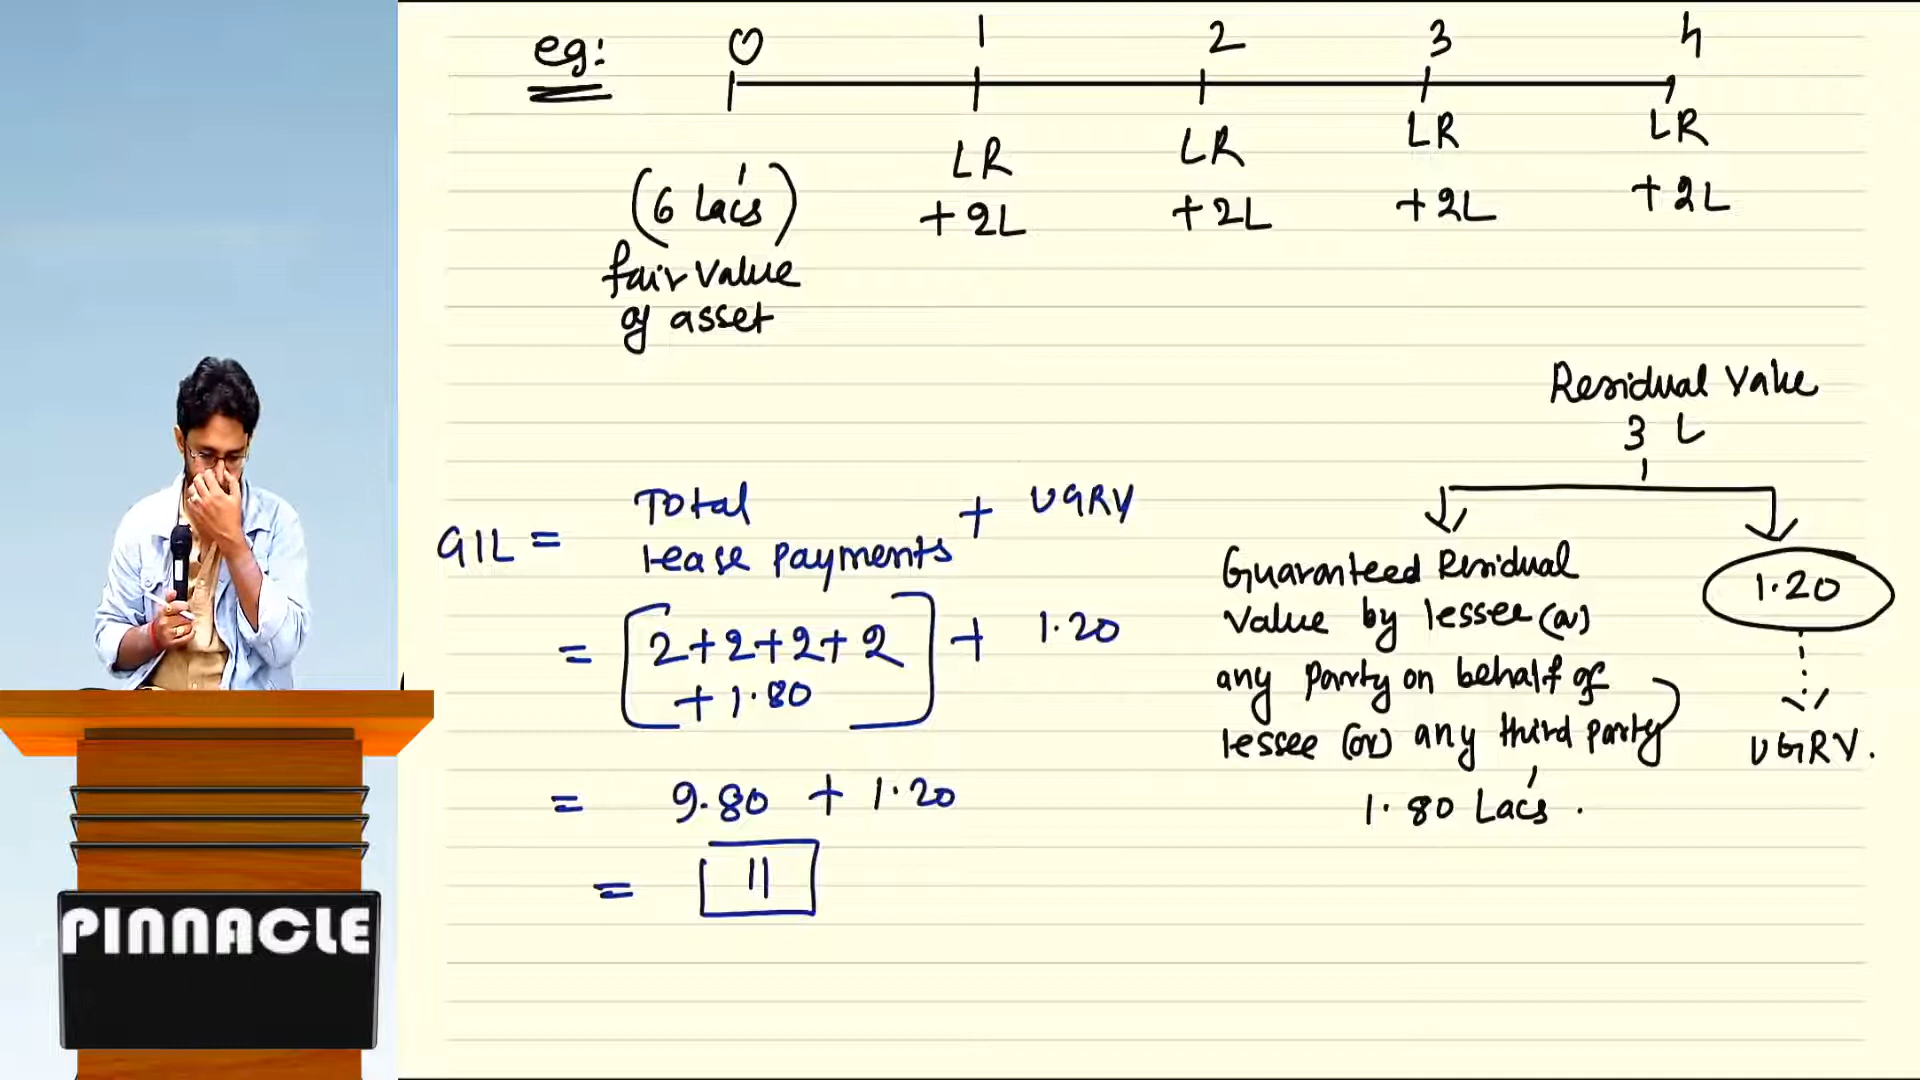 eg: 0 1 2 3 4
LR LR LR LR
(6 Lacs) +2L +2L +2L +2L
fair value
of asset
Residual Value
3 L
GIL = Total lease payments + UGRV
= [2+2+2+2 + 1.80] + 1.20
= 9.80 + 1.20
= 11
Guaranteed Residual
Value by lessee (or)
any party on behalf of
lessee (or) any third party
1.80 Lacs.
1.20
UGRV.
PINNACLE